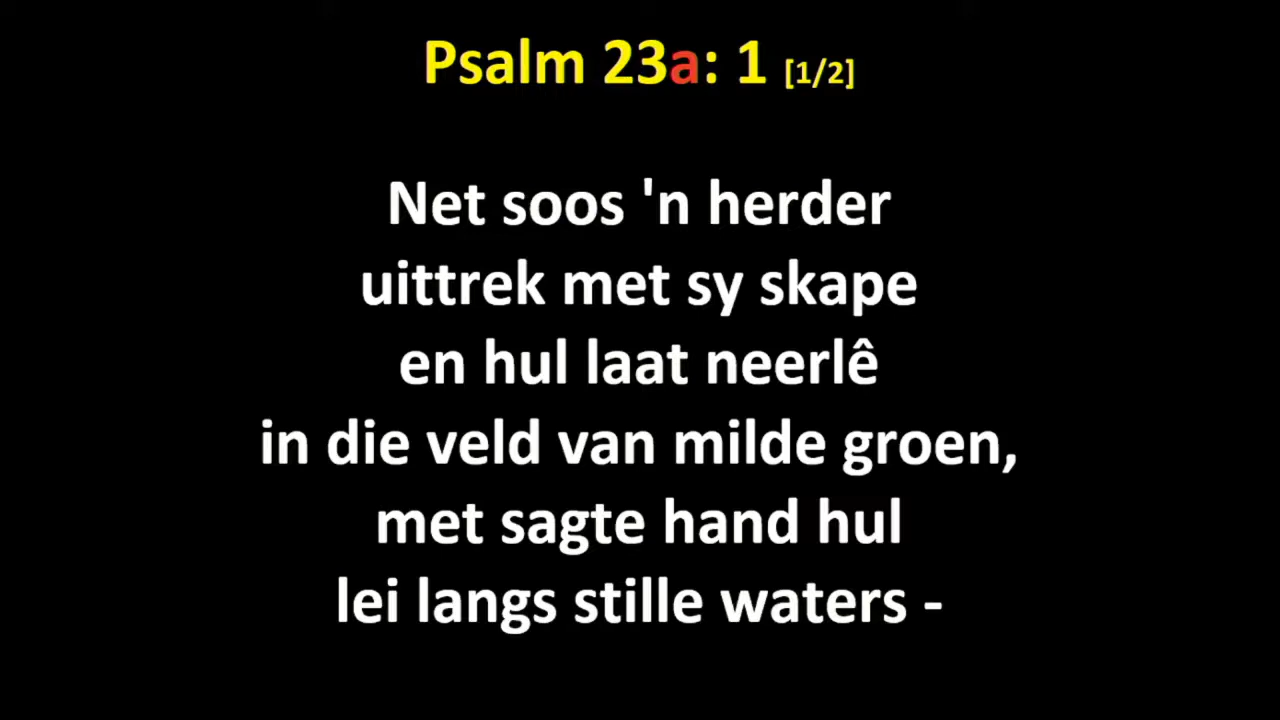 Psalm 23a: 1 [1/2]
Net soos 'n herder
uittrek met sy skape
en hul laat neerlê
in die veld van milde groen,
met sagte hand hul
lei langs stille waters -